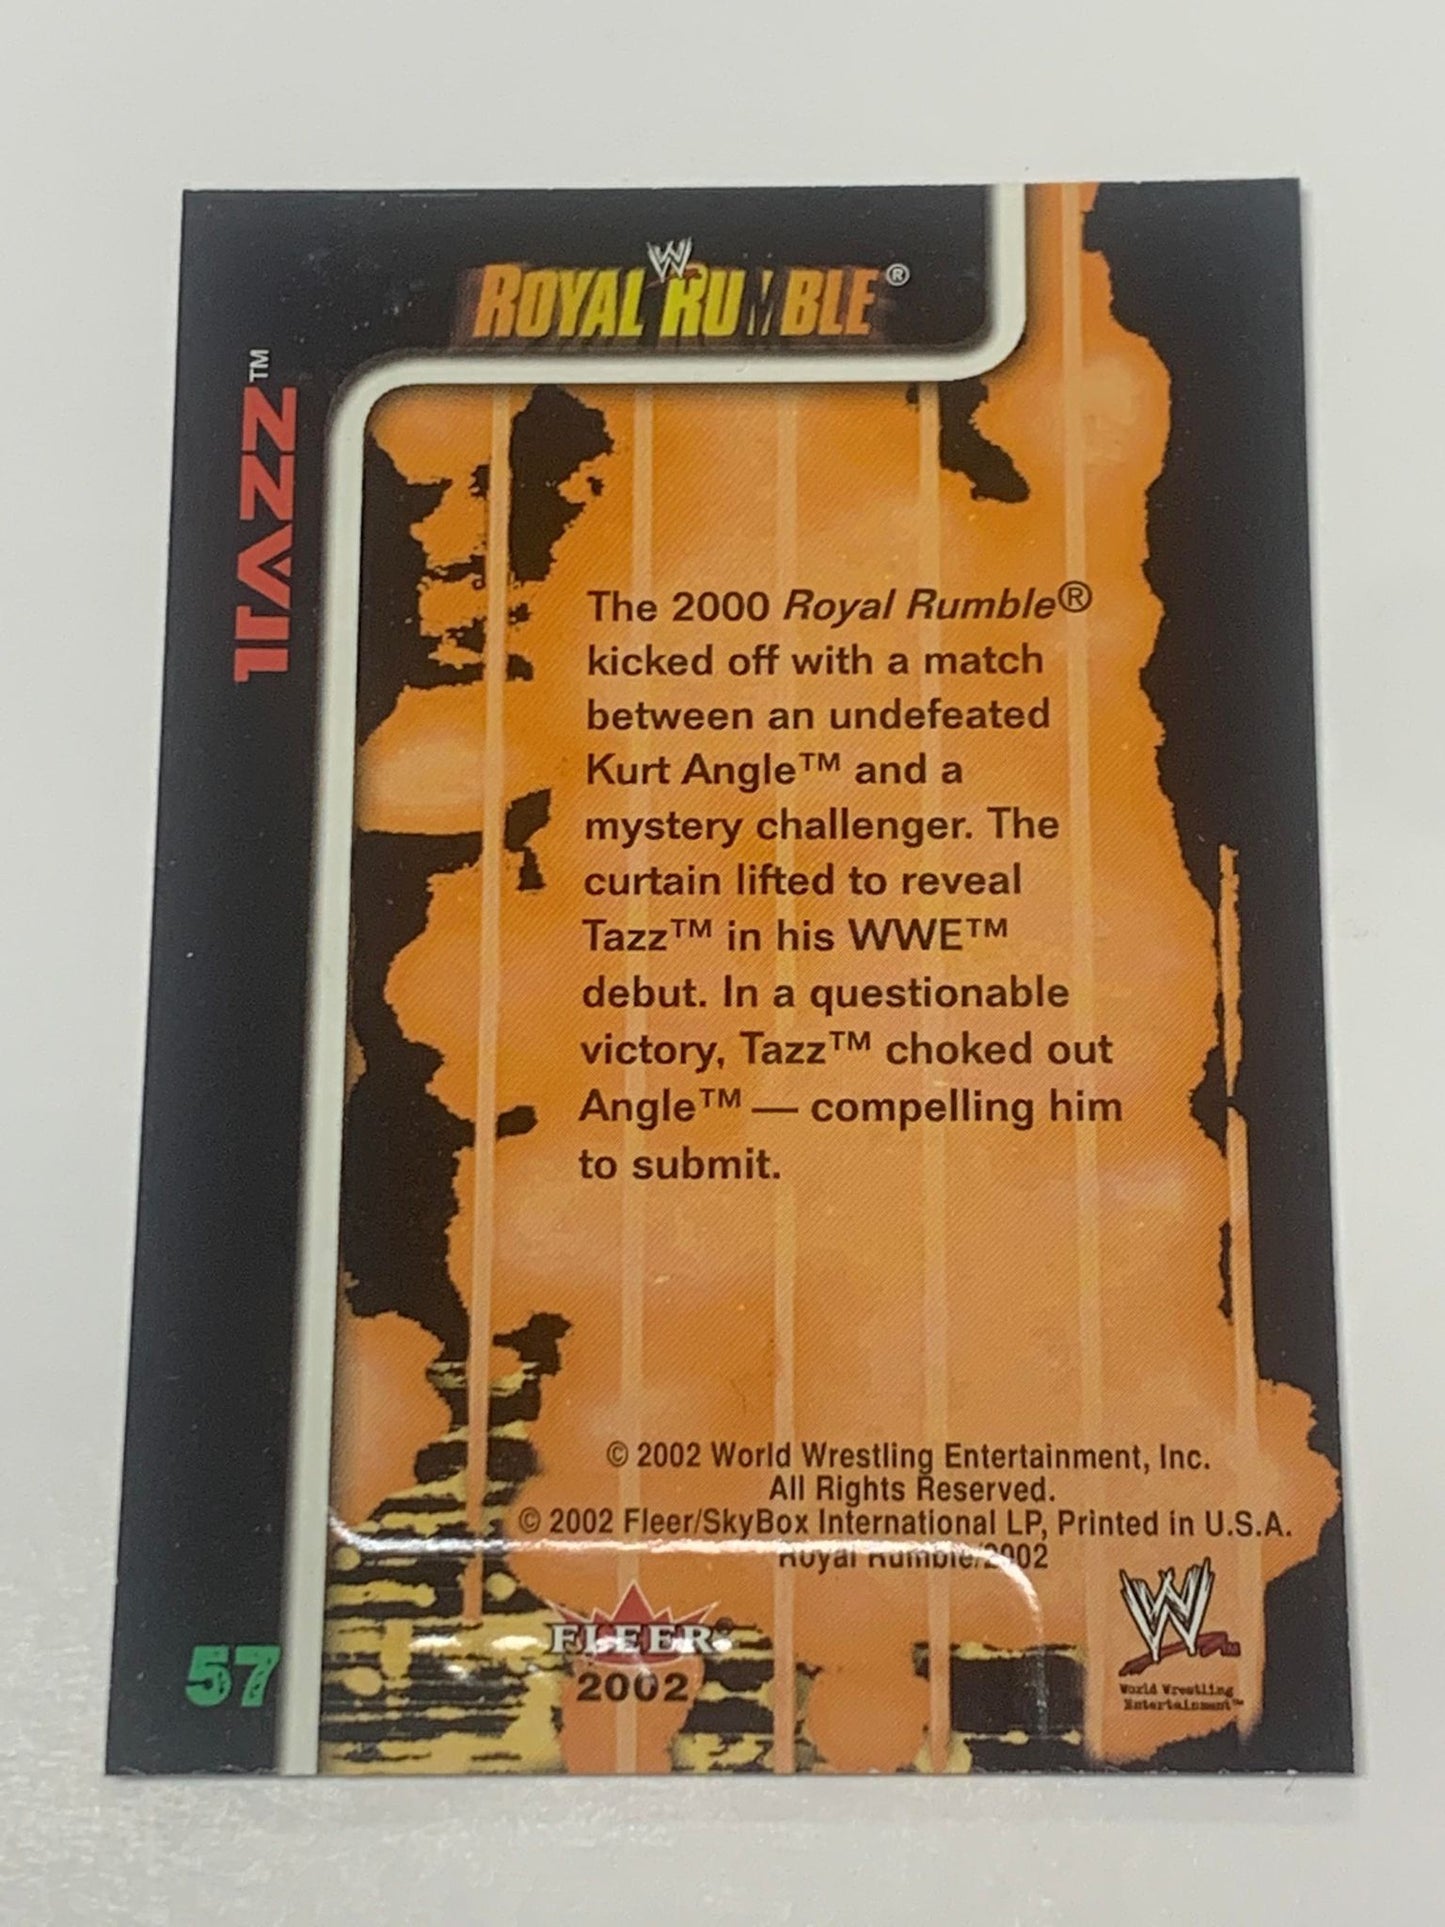 W
ROYAL RUMBLE®
TAZZ™
The 2000 Royal Rumble®
kicked off with a match
between an undefeated
Kurt Angle™ and a
mystery challenger. The
curtain lifted to reveal
Tazz™ in his WWE™
debut. In a questionable
victory, Tazz™ choked out
Angle™ — compelling him
to submit.
© 2002 World Wrestling Entertainment, Inc.
All Rights Reserved.
© 2002 Fleer/SkyBox International LP, Printed in U.S.A.
Royal Rumble/2002
FLEER®
2002
W™
World Wrestling
Entertainment™
57